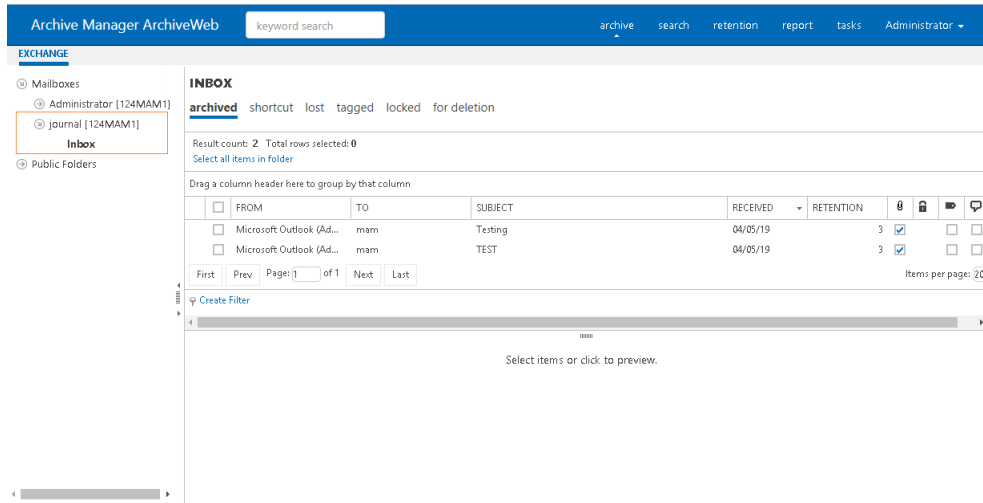 Archive Manager ArchiveWeb keyword search archive search retention report tasks Administrator
EXCHANGE
Mailboxes
Administrator [124MAM1]
journal [124MAM1]
Inbox
Public Folders
INBOX
archived shortcut lost tagged locked for deletion
Result count: 2 Total rows selected: 0
Select all items in folder
Drag a column header here to group by that column
FROM TO SUBJECT RECEIVED RETENTION
Microsoft Outlook (Ad... mam Testing 04/05/19 3
Microsoft Outlook (Ad... mam TEST 04/05/19 3
First Prev Page: 1 of 1 Next Last Items per page: 20
Create Filter
Select items or click to preview.